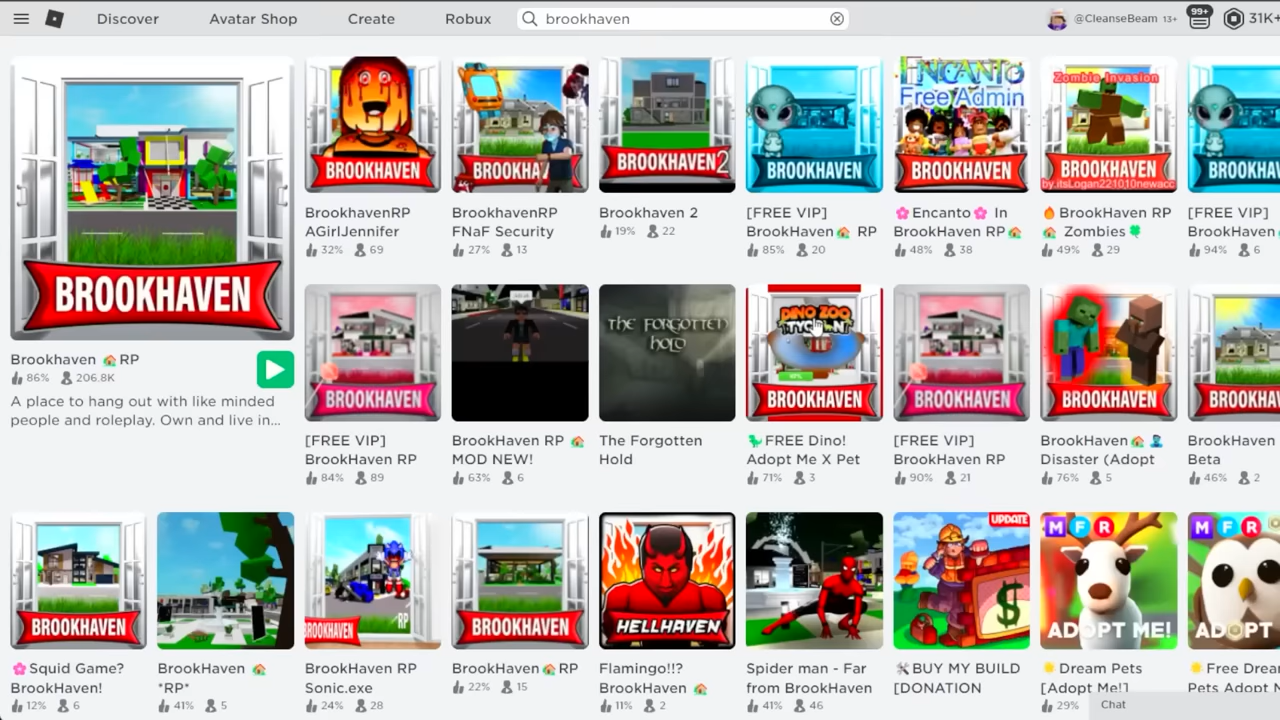 Discover
Avatar Shop
Create
Robux
brookhaven
@CleanseBeam 13+
99+
31K+
BROOKHAVEN
Brookhaven 🏠RP
86% 206.8K
A place to hang out with like minded
people and roleplay. Own and live in...
BROOKHAVEN
BrookhavenRP
AGirlJennifer
32% 69
BROOKHA
BrookhavenRP
FNaF Security
27% 13
BROOKHAVEN2
Brookhaven 2
19% 22
BROOKHAVEN
[FREE VIP]
BrookHaven🏠 RP
85% 20
ENCANTO
Free Admin
BROOKHAVEN
🌸Encanto🌸 In
BrookHaven RP🏠
48% 38
Zombie Invasion
BROOKHAVEN
by.itsLogan221010newacc
🔥BrookHaven RP
🏠 Zombies🍀
49% 29
BROOKHAVEN
[FREE VIP]
BrookHaven🏠
94% 6
BROOKHAVEN
[FREE VIP]
BrookHaven RP
84% 89
BrookHaven RP 🏠
MOD NEW!
63% 6
THE FORGOTTEN
HOLD
The Forgotten
Hold
DINO ZOO
TYCOON
BROOKHAVEN
🦖FREE Dino!
Adopt Me X Pet
71% 3
BROOKHAVEN
[FREE VIP]
BrookHaven RP
90% 21
BROOKHAVEN
BrookHaven🏠👤
Disaster (Adopt
76% 5
BROOKHAVEN
BrookHaven
Beta
46% 2
BROOKHAVEN
🌸Squid Game?
BrookHaven!
12% 6
BrookHaven 🏠
*RP*
41% 5
BROOKHAVEN
RP
BrookHaven RP
Sonic.exe
24% 28
BROOKHAVEN
BrookHaven 🏠RP
22% 15
HELLHAVEN
Flamingo!!?
BrookHaven 🏠
11% 2
Spider man - Far
from BrookHaven
41% 46
UPDATE
$
🛠BUY MY BUILD
[DONATION
M F R
ADOPT ME!
☀Dream Pets
[Adopt Me!]
29%
M F R
ADOPT
☀Free Drea
Pets Adopt M
Chat